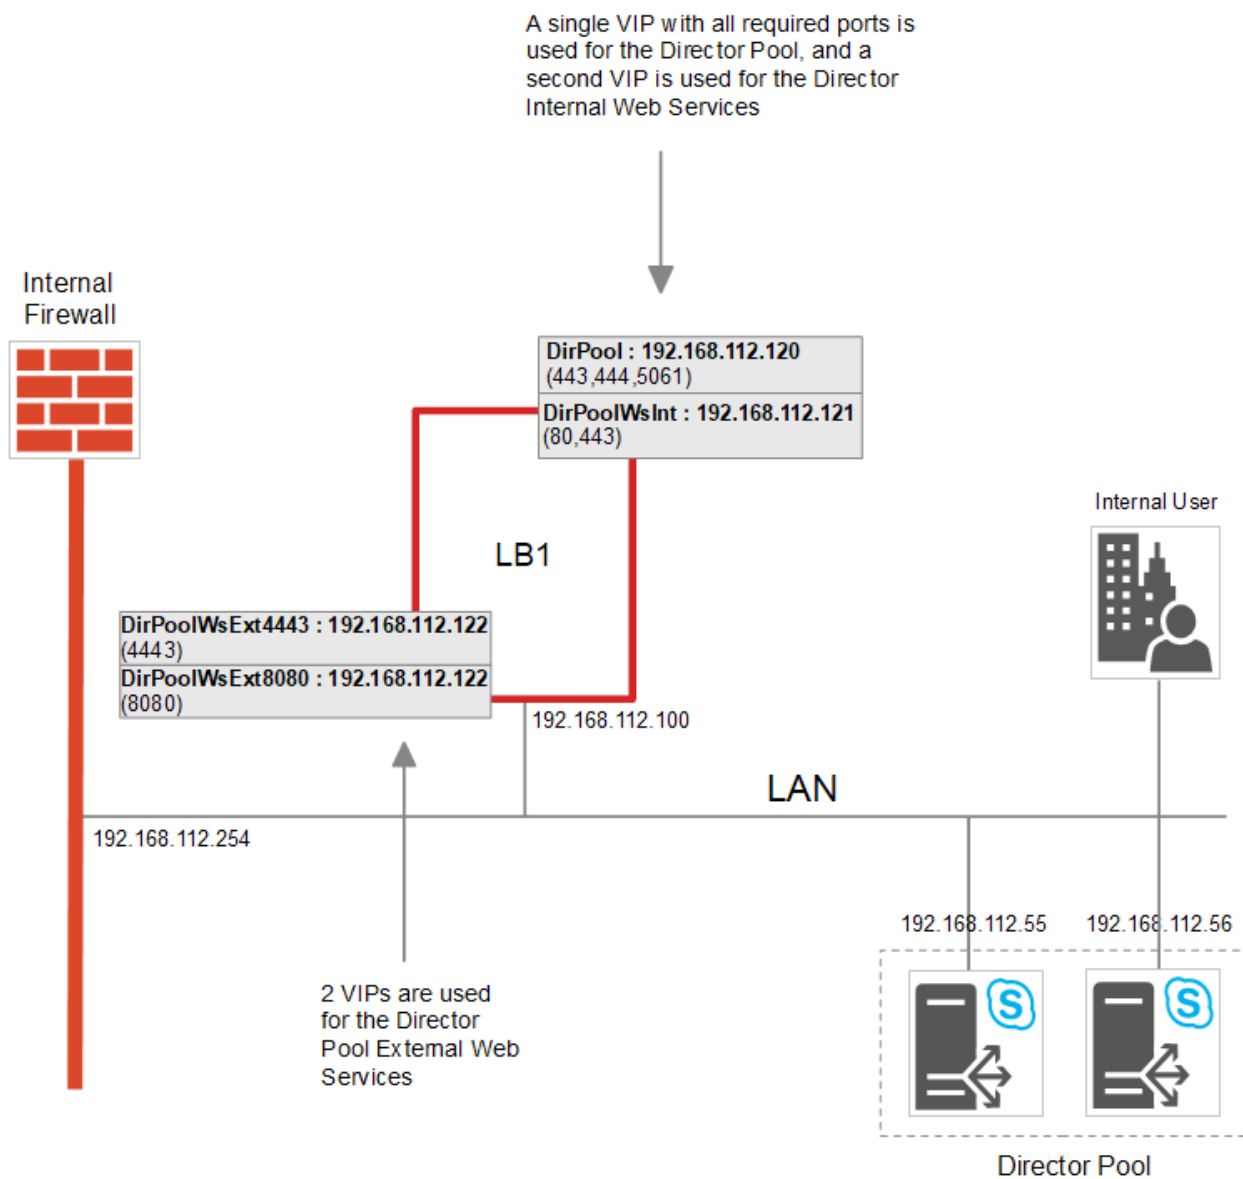 A single VIP with all required ports is
used for the Director Pool, and a
second VIP is used for the Director
Internal Web Services
Internal
Firewall
DirPool : 192.168.112.120
(443,444,5061)
DirPoolWsInt : 192.168.112.121
(80,443)
Internal User
LB1
DirPoolWsExt4443 : 192.168.112.122
(4443)
DirPoolWsExt8080 : 192.168.112.122
(8080)
192.168.112.100
LAN
192.168.112.254
192.168.112.55
192.168.112.56
2 VIPs are used
for the Director
Pool External Web
Services
S
S
Director Pool